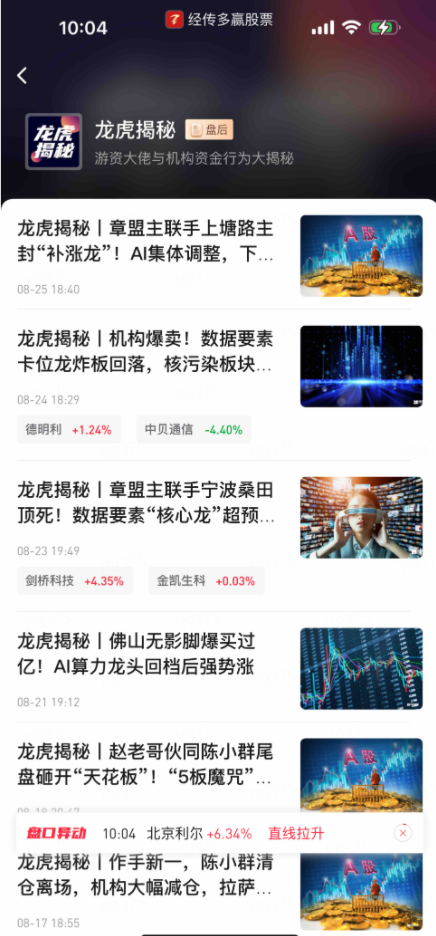 10:04
经传多赢股票
龙虎揭秘
龙虎揭秘
盘后
游资大佬与机构资金行为大揭秘
龙虎揭秘丨章盟主联手上塘路主
封“补涨龙”！AI集体调整，下...
A股
08-25 18:40
龙虎揭秘丨机构爆卖！数据要素
卡位龙炸板回落，核污染板块...
08-24 18:29
德明利 +1.24%
中贝通信 -4.40%
龙虎揭秘丨章盟主联手宁波桑田
顶死！数据要素“核心龙”超预...
08-23 19:49
剑桥科技 +4.35%
金凯生科 +0.03%
龙虎揭秘丨佛山无影脚爆买过
亿！AI算力龙头回档后强势涨
08-21 19:12
龙虎揭秘丨赵老哥伙同陈小群尾
盘砸开“天花板”！“5板魔咒”...
A股
盘口异动 10:04 北京利尔 +6.34% 直线拉升
龙虎揭秘丨作手新一，陈小群清
仓离场，机构大幅减仓，拉萨...
A股
08-17 18:55